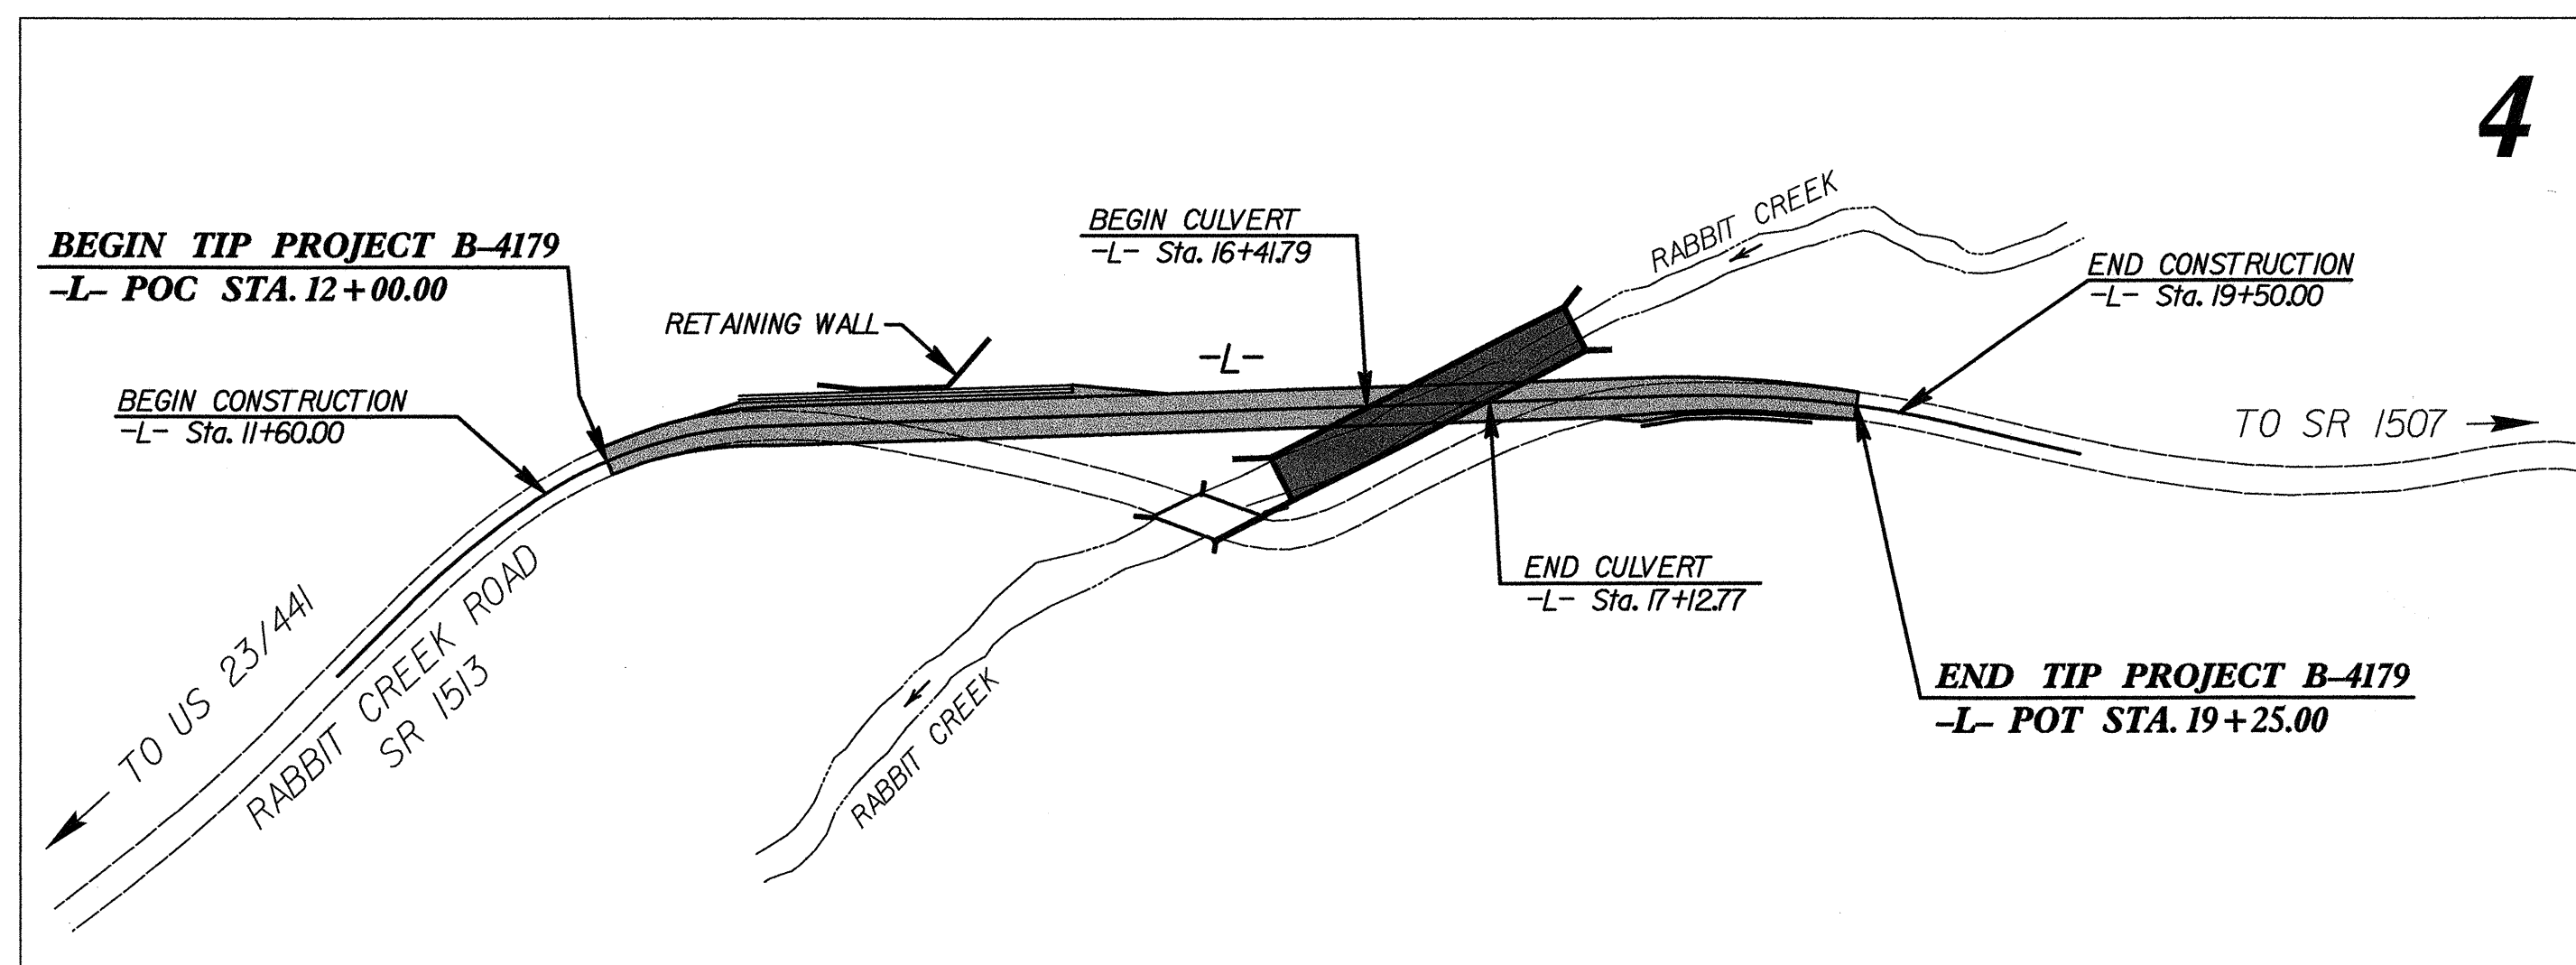 4
BEGIN TIP PROJECT B-4179
-L- POC STA. 12+00.00
BEGIN CULVERT
-L- Sta. 16+41.79
RABBIT CREEK
END CONSTRUCTION
-L- Sta. 19+50.00
RETAINING WALL
-L-
BEGIN CONSTRUCTION
-L- Sta. 11+60.00
TO SR 1507
END CULVERT
-L- Sta. 17+12.77
TO US 23/441
RABBIT CREEK ROAD
SR 1513
RABBIT CREEK
END TIP PROJECT B-4179
-L- POT STA. 19+25.00